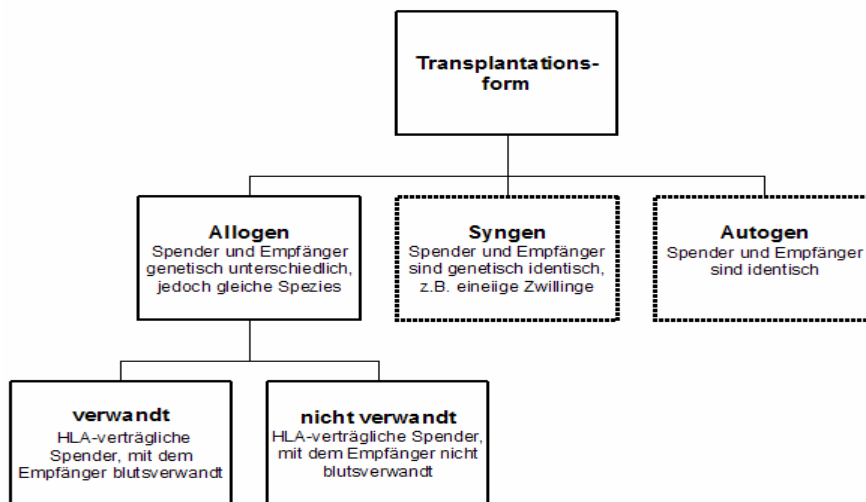 Transplantations-
form
Allogen
Spender und Empfänger
genetisch unterschiedlich,
jedoch gleiche Spezies
Syngen
Spender und Empfänger
sind genetisch identisch,
z.B. eineiige Zwillinge
Autogen
Spender und Empfänger
sind identisch
verwandt
HLA-verträgliche
Spender, mit dem
Empfänger blutsverwandt
nicht verwandt
HLA-verträgliche Spender,
mit dem Empfänger nicht
blutsverwandt